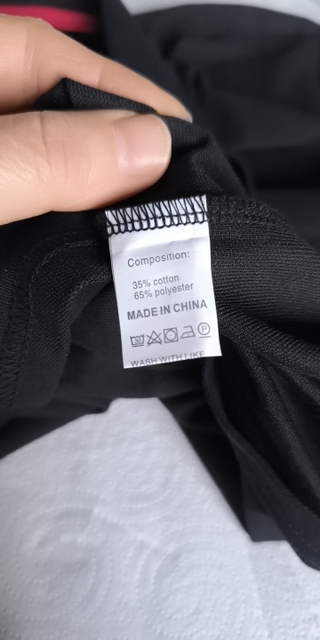 Composition:
35% cotton
65% polyester
MADE IN CHINA
WASH WITH LIKE